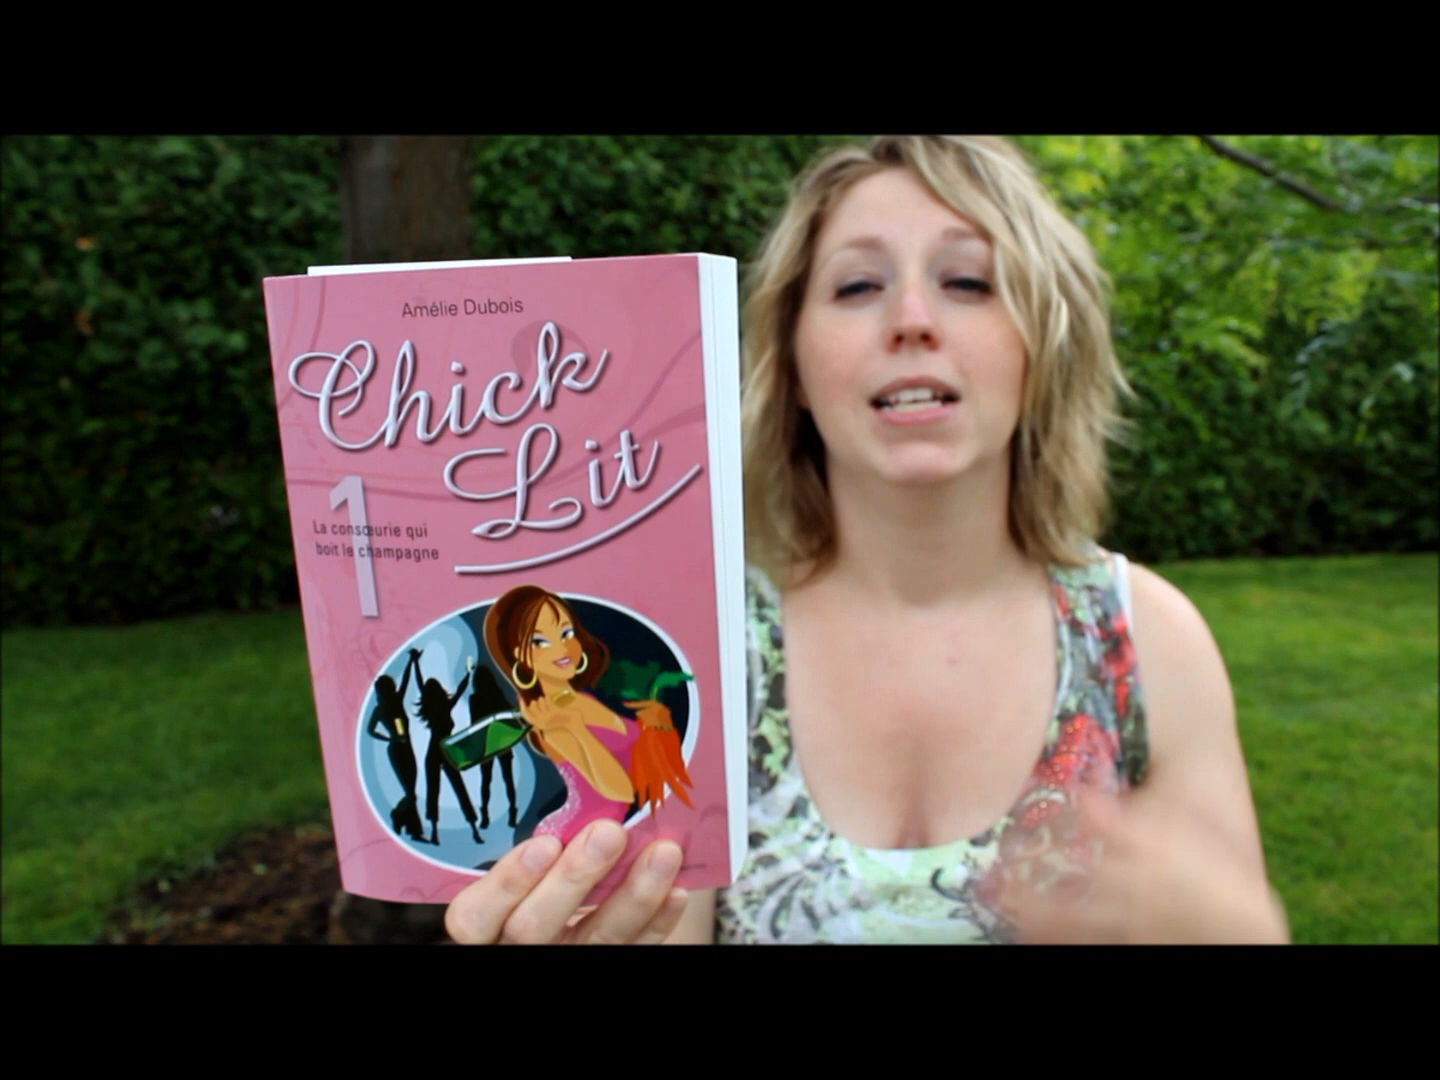 Amélie Dubois
Chick
Lit
1
La consœurie qui
boit le champagne